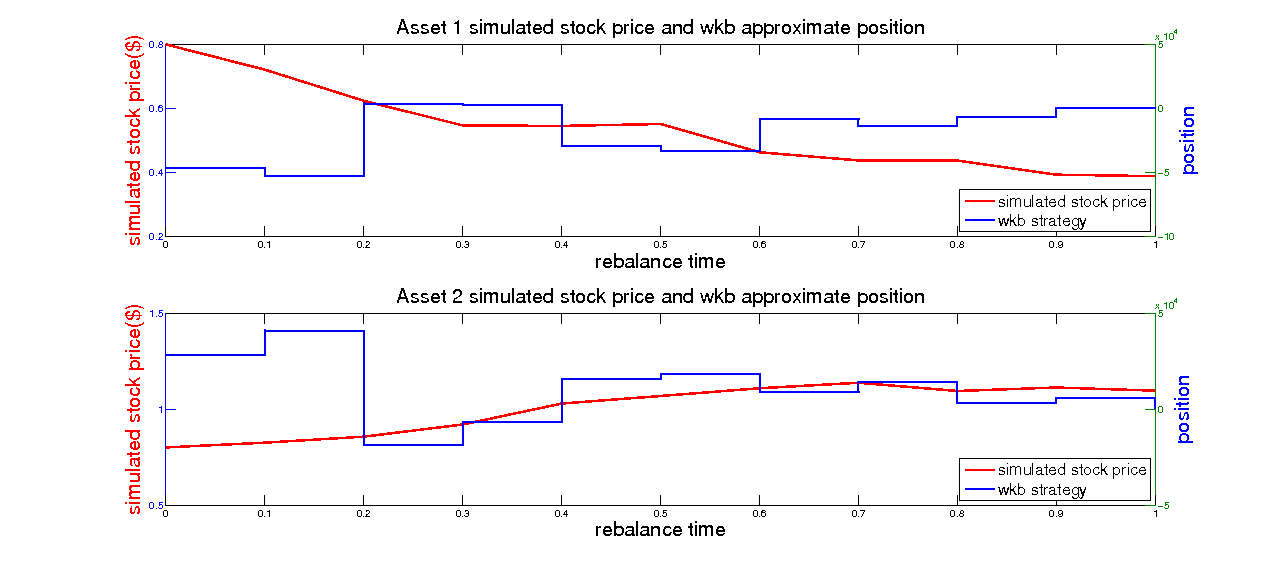 Asset 1 simulated stock price and wkb approximate position
simulated stock price($)
0.8
0.6
0.4
0.2
x 10^4
5
0
-5
-10
position
simulated stock price
wkb strategy
0 0.1 0.2 0.3 0.4 0.5 0.6 0.7 0.8 0.9 1
rebalance time
Asset 2 simulated stock price and wkb approximate position
simulated stock price($)
1.5
1
0.5
x 10^4
5
0
-5
position
simulated stock price
wkb strategy
0 0.1 0.2 0.3 0.4 0.5 0.6 0.7 0.8 0.9 1
rebalance time